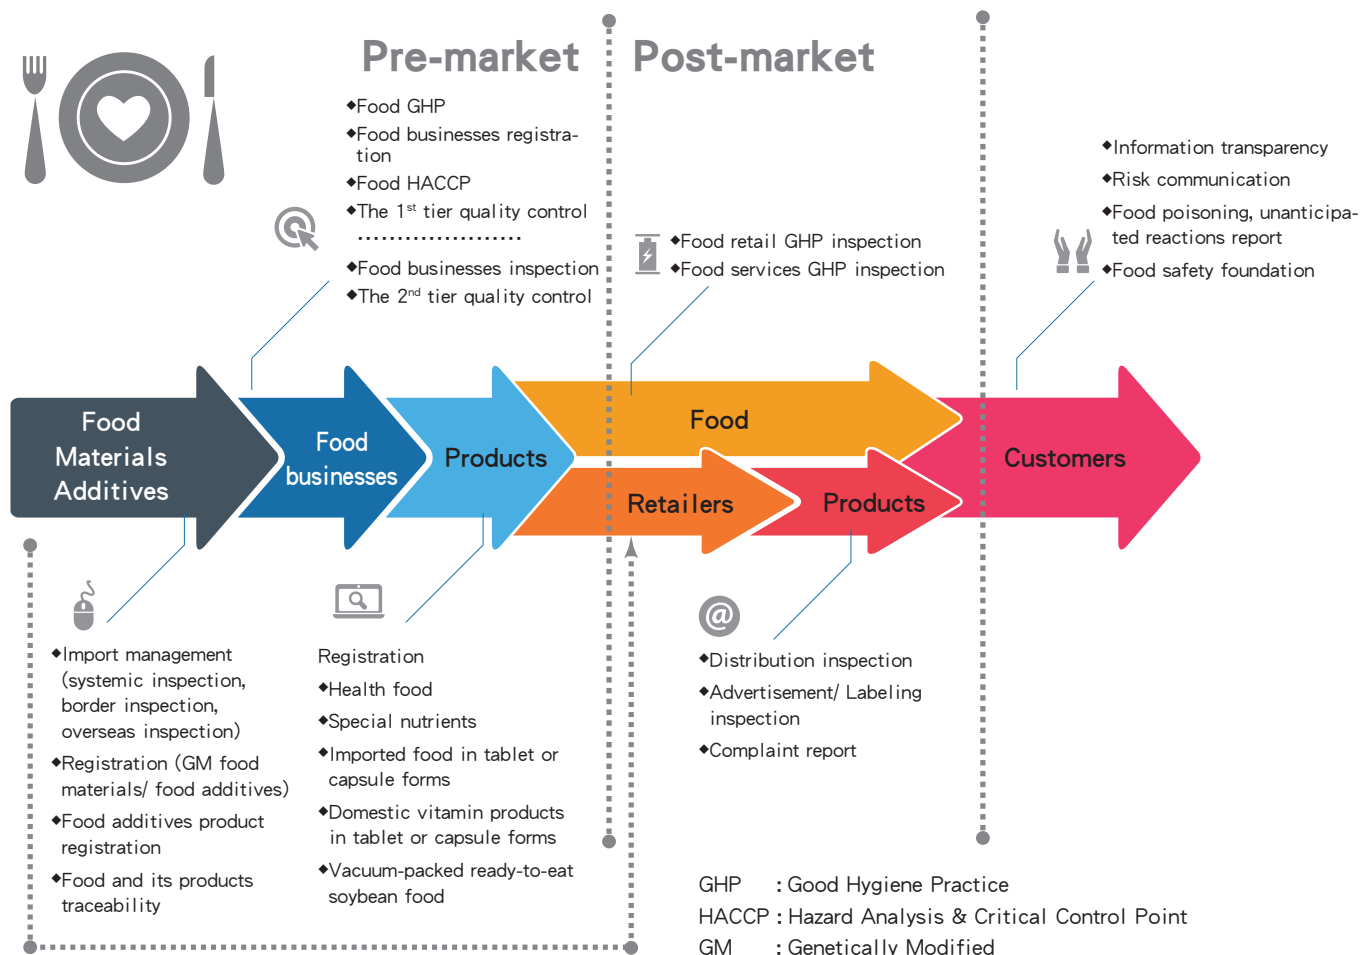 Pre-market
Post-market
◆Food GHP
◆Food businesses registra-
tion
◆Food HACCP
◆The 1st tier quality control
◆Food businesses inspection
◆The 2nd tier quality control
◆Food retail GHP inspection
◆Food services GHP inspection
◆Information transparency
◆Risk communication
◆Food poisoning, unanticipa-
ted reactions report
◆Food safety foundation
Food
Materials
Additives
Food
businesses
Products
Food
Retailers
Products
Customers
◆Import management
(systemic inspection,
border inspection,
overseas inspection)
◆Registration (GM food
materials/ food additives)
◆Food additives product
registration
◆Food and its products
traceability
Registration
◆Health food
◆Special nutrients
◆Imported food in tablet or
capsule forms
◆Domestic vitamin products
in tablet or capsule forms
◆Vacuum-packed ready-to-eat
soybean food
@
◆Distribution inspection
◆Advertisement/ Labeling
inspection
◆Complaint report
GHP : Good Hygiene Practice
HACCP : Hazard Analysis & Critical Control Point
GM : Genetically Modified